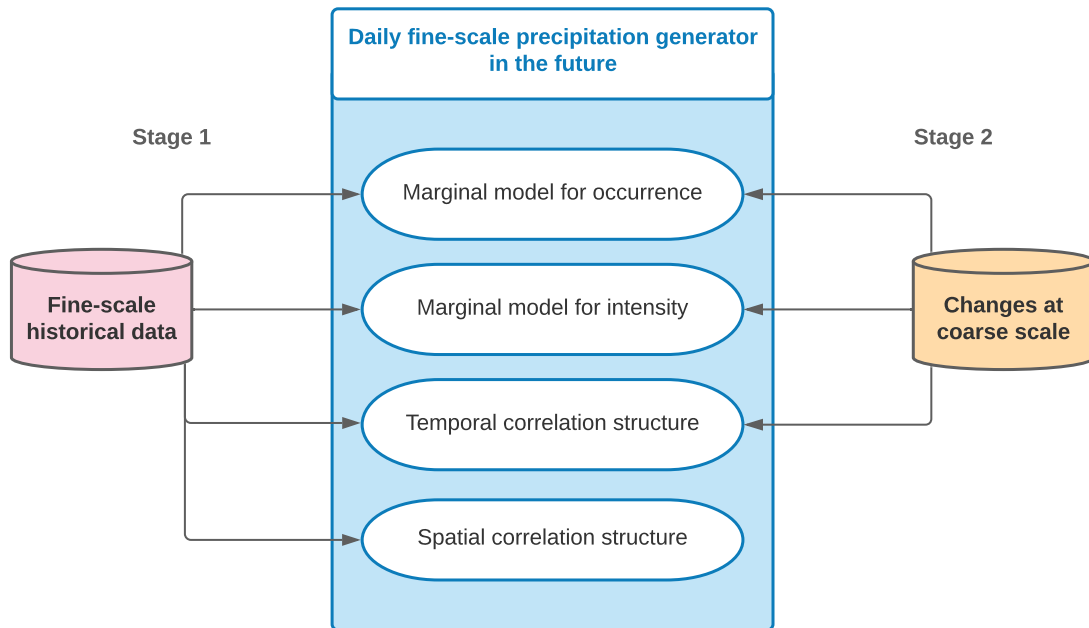 Daily fine-scale precipitation generator
in the future
Stage 1
Stage 2
Marginal model for occurrence
Fine-scale
historical data
Marginal model for intensity
Changes at
coarse scale
Temporal correlation structure
Spatial correlation structure